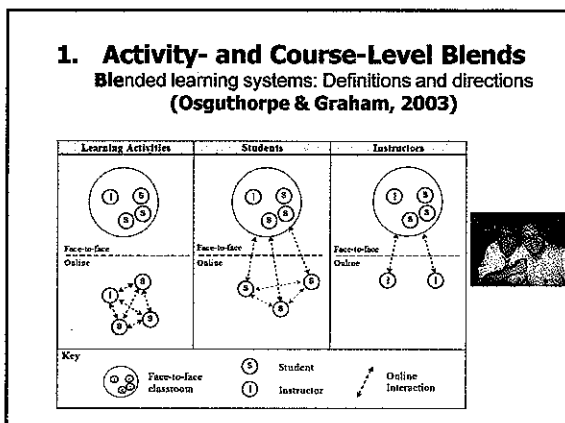 1. Activity- and Course-Level Blends
Blended learning systems: Definitions and directions
(Osguthorpe & Graham, 2003)
Learning Activities
Students
Instructors
I S S S
I S S S
S S S
Face-to-face
Online
Face-to-face
Online
Face-to-face
Online
I S S S
S S S
I
Key
Face-to-face
classroom
S Student
I Instructor
Online
Interaction